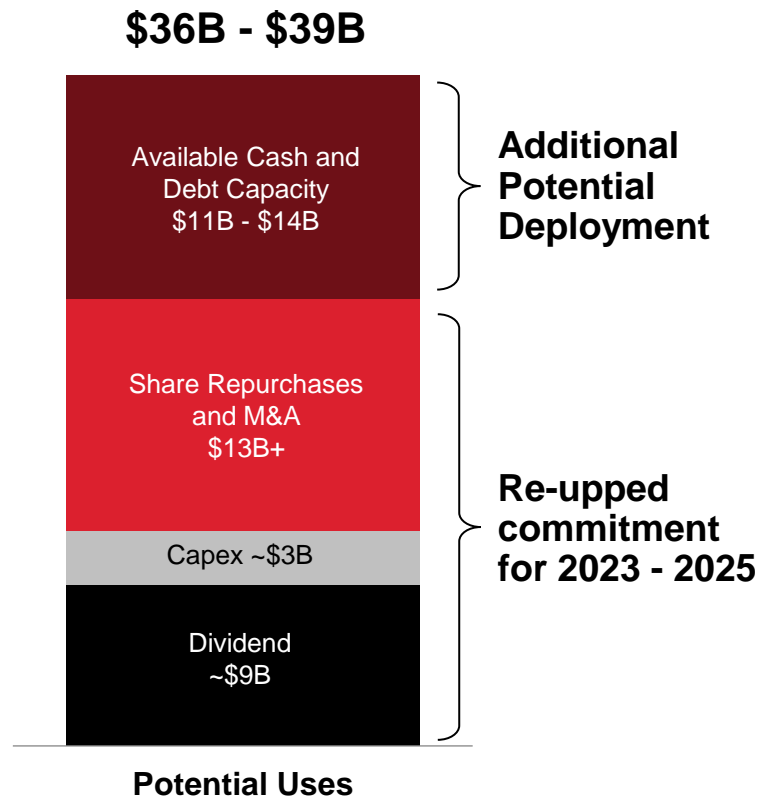 $36B - $39B
Available Cash and
Debt Capacity
$11B - $14B
Additional
Potential
Deployment
Share Repurchases
and M&A
$13B+
Capex ~$3B
Dividend
~$9B
Re-upped
commitment
for 2023 - 2025
Potential Uses